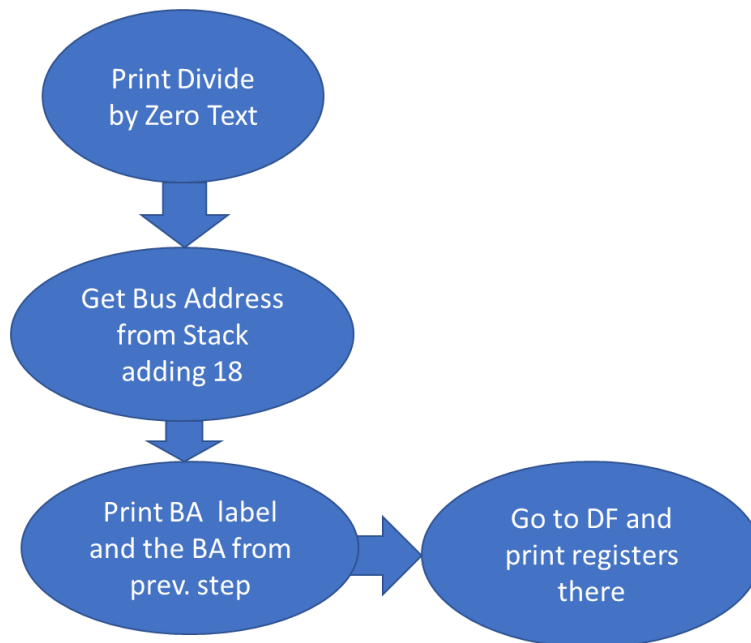 Print Divide
by Zero Text
Get Bus Address
from Stack
adding 18
Print BA label
and the BA from
prev. step
Go to DF and
print registers
there